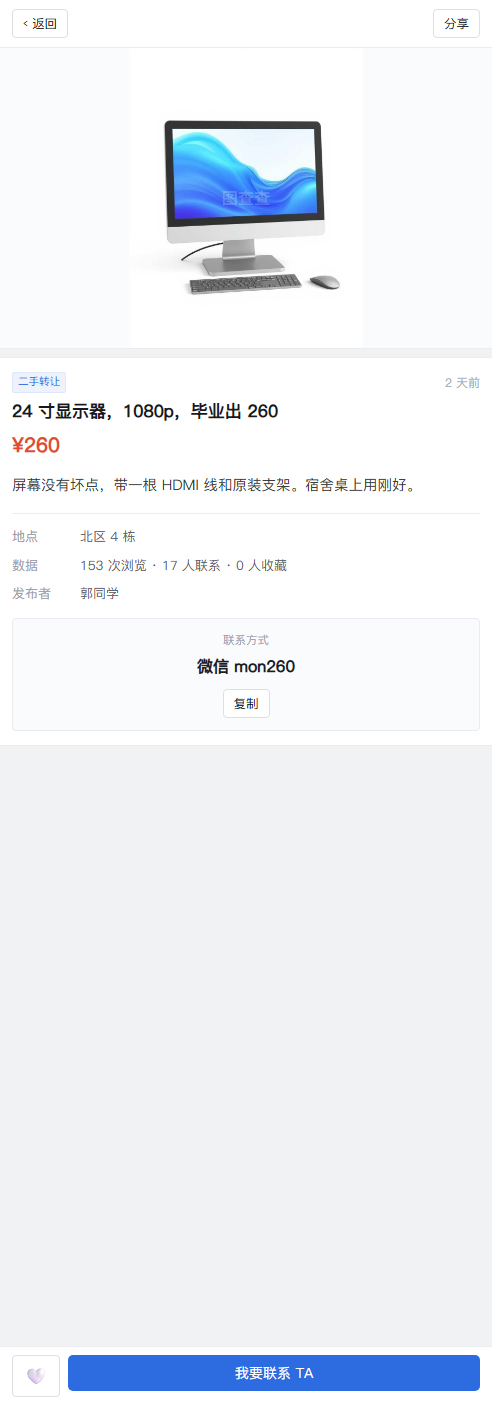 ‹ 返回
分享
图查查
二手转让
2 天前
24 寸显示器，1080p，毕业出 260
¥260
屏幕没有坏点，带一根 HDMI 线和原装支架。宿舍桌上用刚好。
地点 北区 4 栋
数据 153 次浏览 · 17 人联系 · 0 人收藏
发布者 郭同学
联系方式
微信 mon260
复制
我要联系 TA